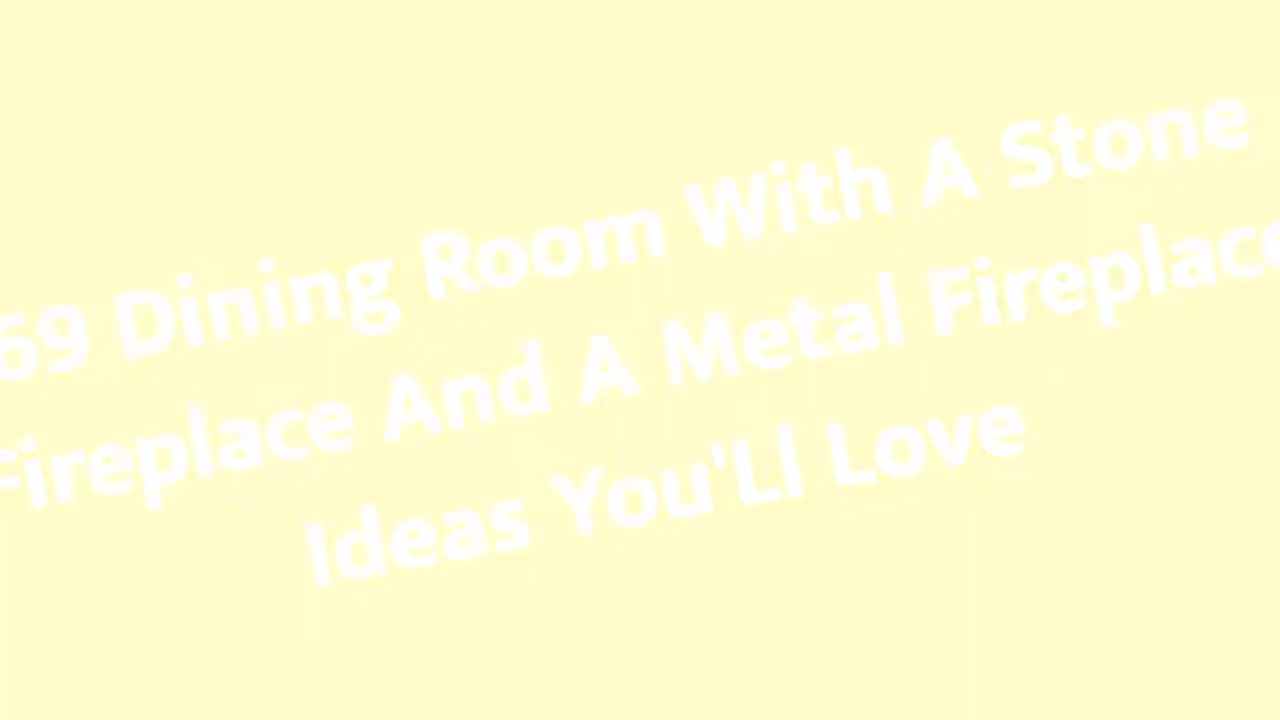 69 Dining Room With A Stone
Fireplace And A Metal Fireplace
Ideas You'Ll Love